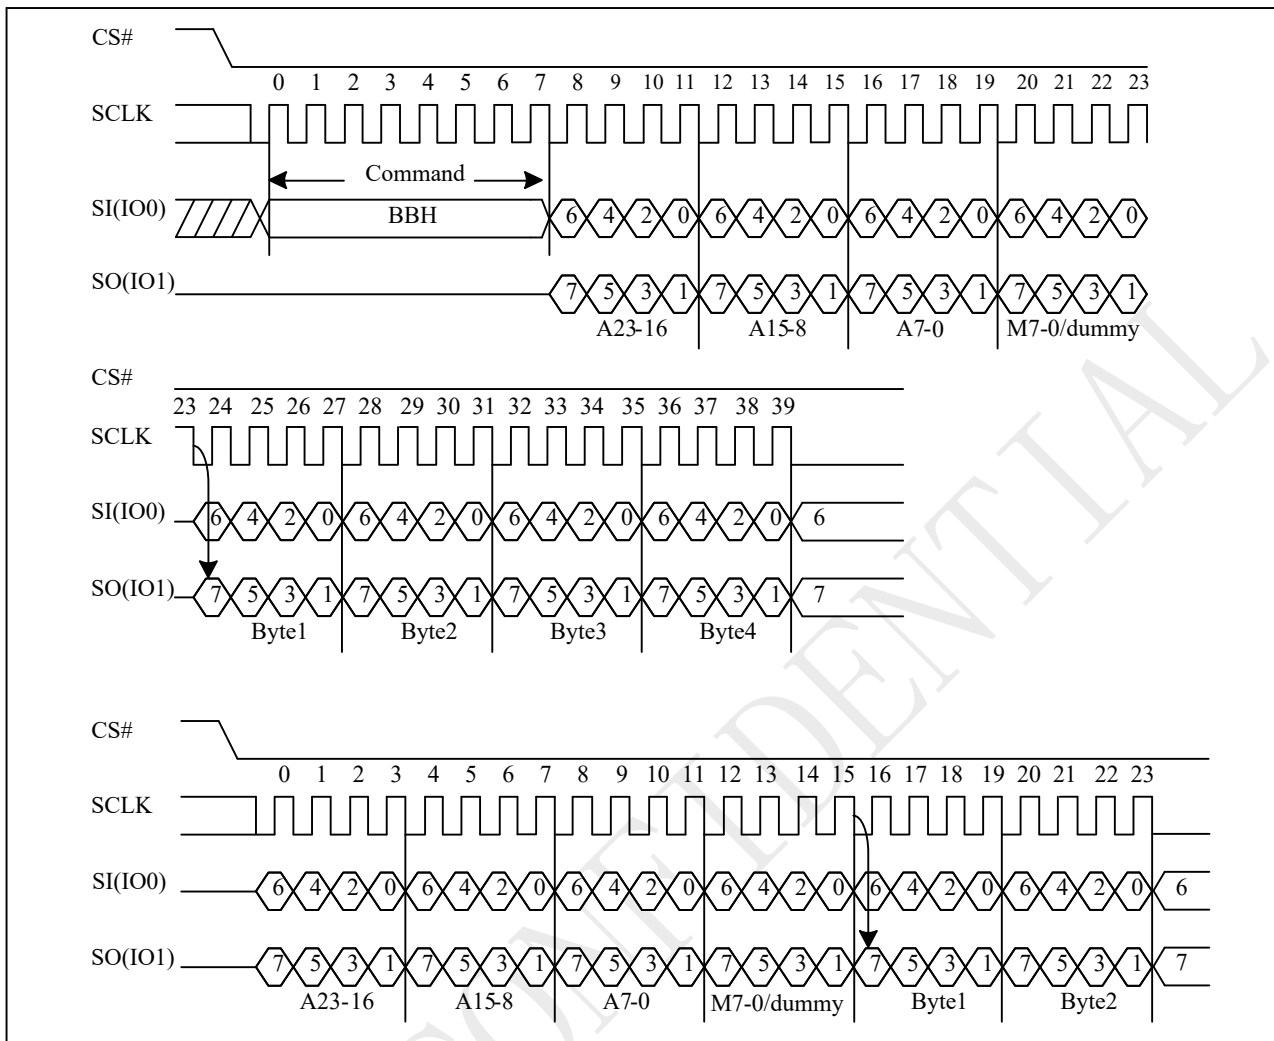 CS#
0 1 2 3 4 5 6 7 8 9 10 11 12 13 14 15 16 17 18 19 20 21 22 23
SCLK
Command
SI(IO0) BBH 6 4 2 0 6 4 2 0 6 4 2 0 6 4 2 0
SO(IO1) 7 5 3 1 7 5 3 1 7 5 3 1 7 5 3 1
A23-16 A15-8 A7-0 M7-0/dummy
CS#
23 24 25 26 27 28 29 30 31 32 33 34 35 36 37 38 39
SCLK
SI(IO0) 6 4 2 0 6 4 2 0 6 4 2 0 6 4 2 0 6
SO(IO1) 7 5 3 1 7 5 3 1 7 5 3 1 7 5 3 1 7
Byte1 Byte2 Byte3 Byte4
CS#
0 1 2 3 4 5 6 7 8 9 10 11 12 13 14 15 16 17 18 19 20 21 22 23
SCLK
SI(IO0) 6 4 2 0 6 4 2 0 6 4 2 0 6 4 2 0 6 4 2 0 6 4 2 0 6
SO(IO1) 7 5 3 1 7 5 3 1 7 5 3 1 7 5 3 1 7 5 3 1 7 5 3 1 7
A23-16 A15-8 A7-0 M7-0/dummy Byte1 Byte2
CONFIDENTIAL